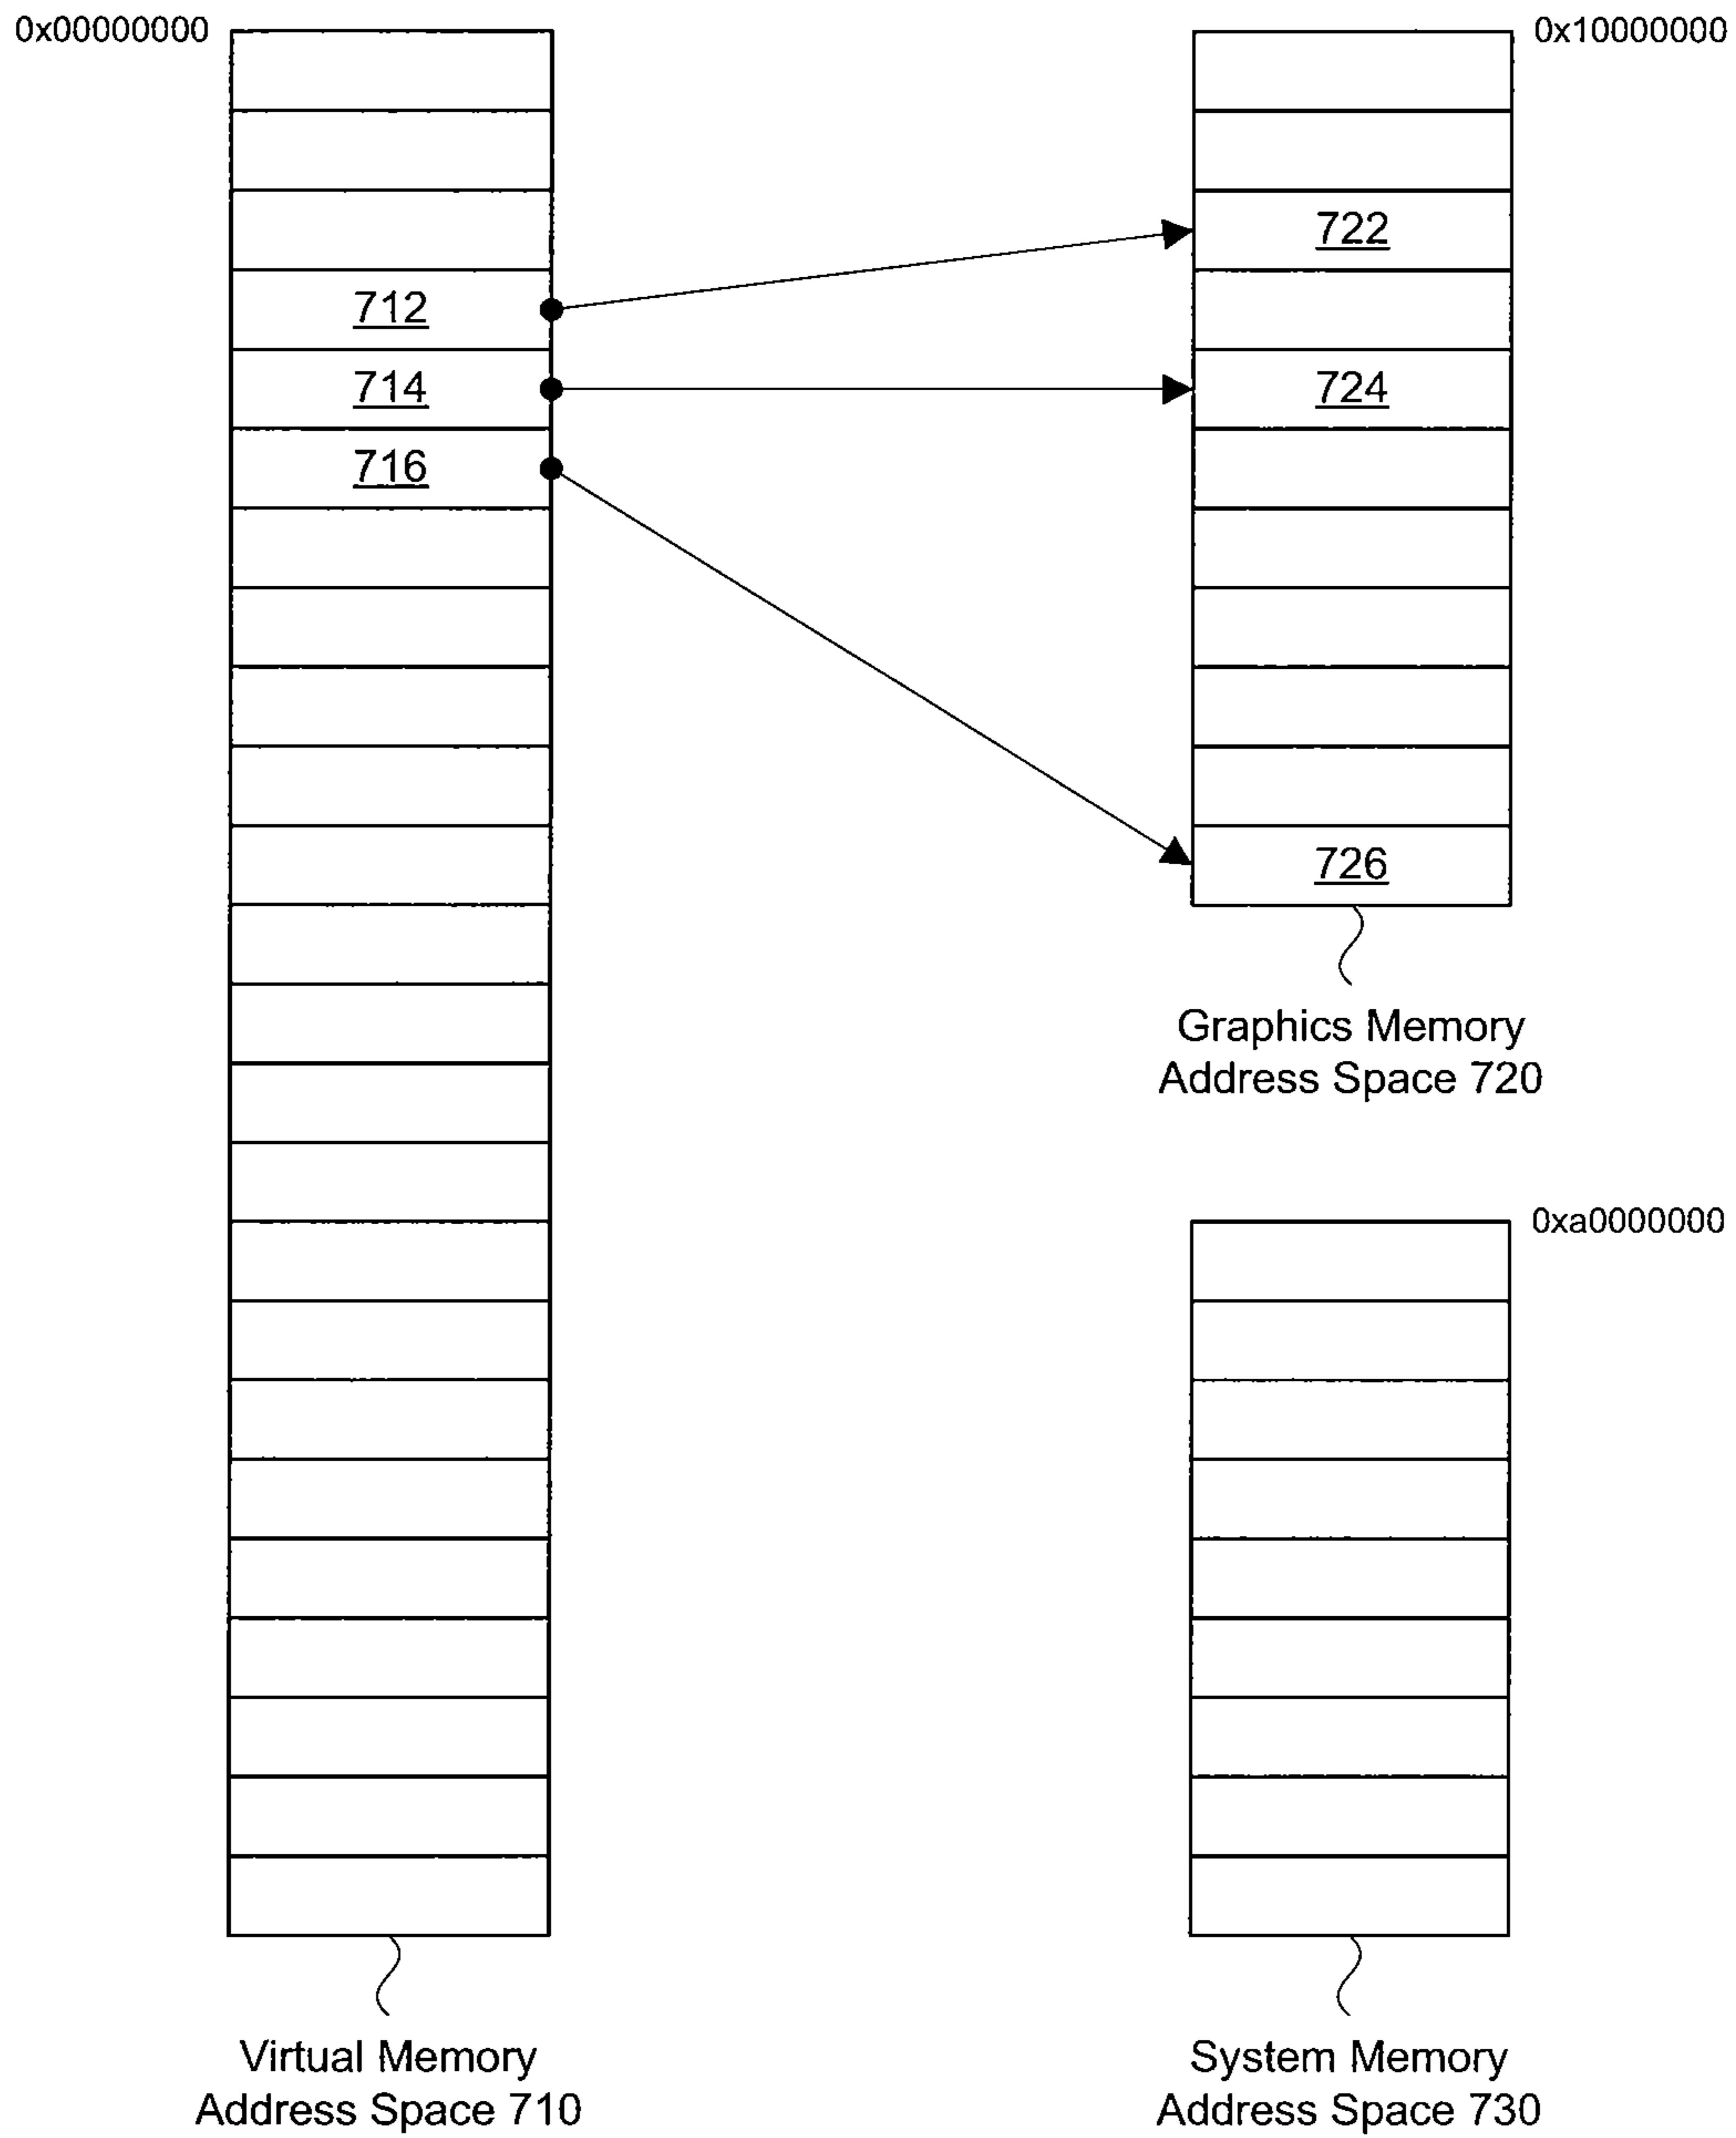 0x00000000
0x10000000
722
712
714
724
716
726
Graphics Memory
Address Space 720
0xa0000000
Virtual Memory
Address Space 710
System Memory
Address Space 730